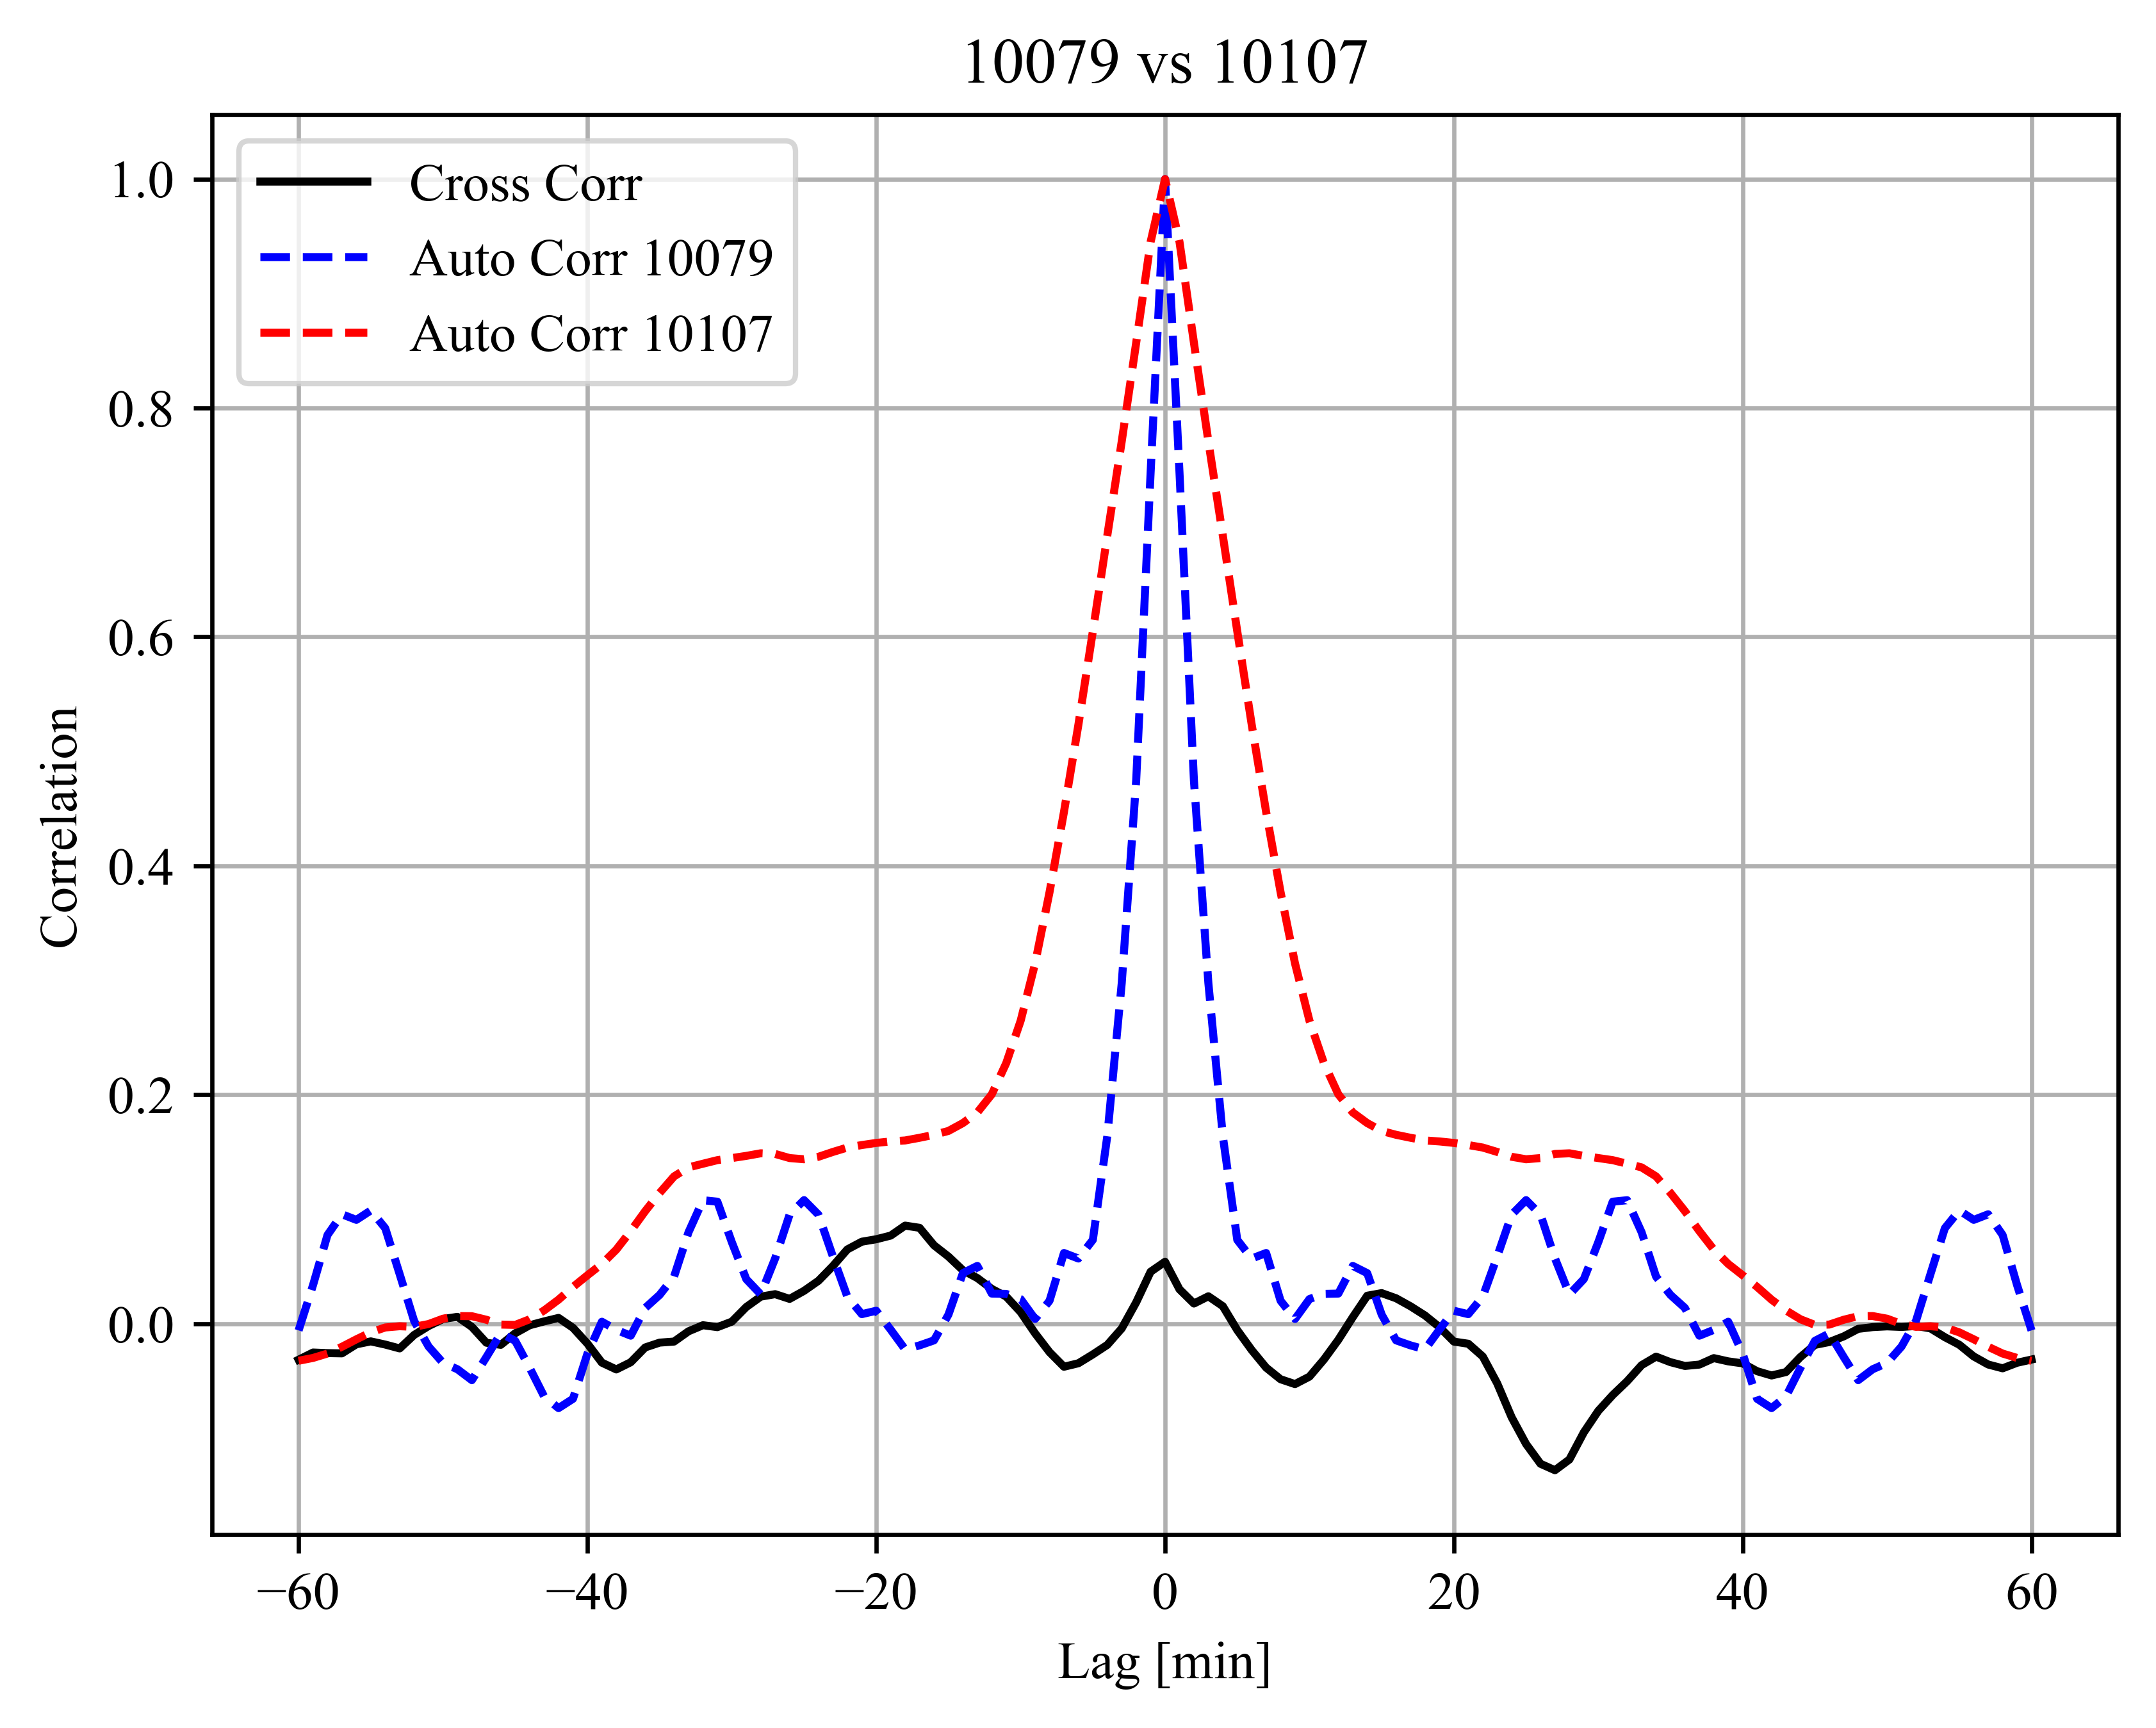 10079 vs 10107
Cross Corr
Auto Corr 10079
Auto Corr 10107
1.0
0.8
0.6
0.4
0.2
0.0
Correlation
−60 −40 −20 0 20 40 60
Lag [min]